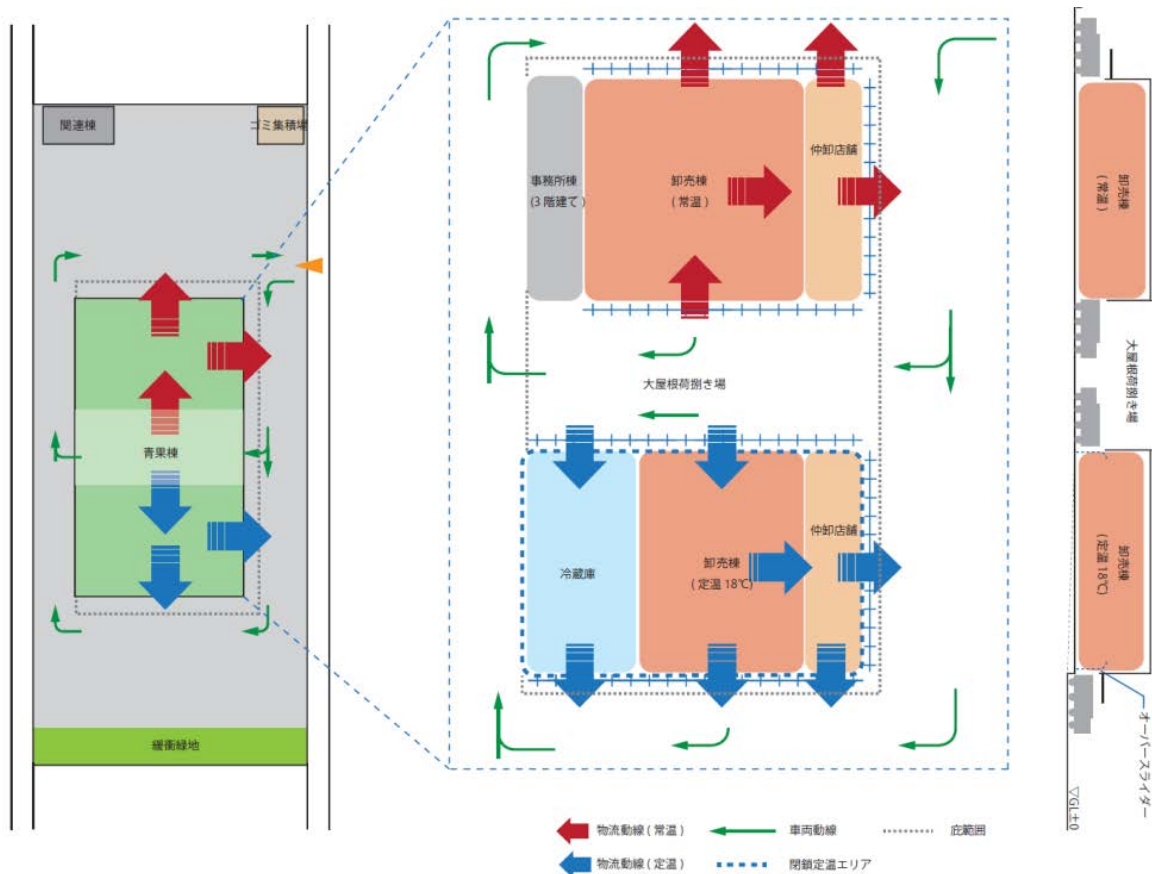 関連棟
ゴミ集積場
青果棟
緩衝緑地
事務所棟
(3 階建て)
卸売棟
( 常温 )
仲卸店舗
大屋根荷捌き場
冷蔵庫
卸売棟
( 定温 18℃)
仲卸店舗
卸売棟
( 常温 )
大屋根荷捌き場
卸売棟
( 定温 18℃)
オーバースライダー
▽GL±0
物流動線 ( 常温 )
車両動線
庇範囲
物流動線 ( 定温 )
閉鎖定温エリア